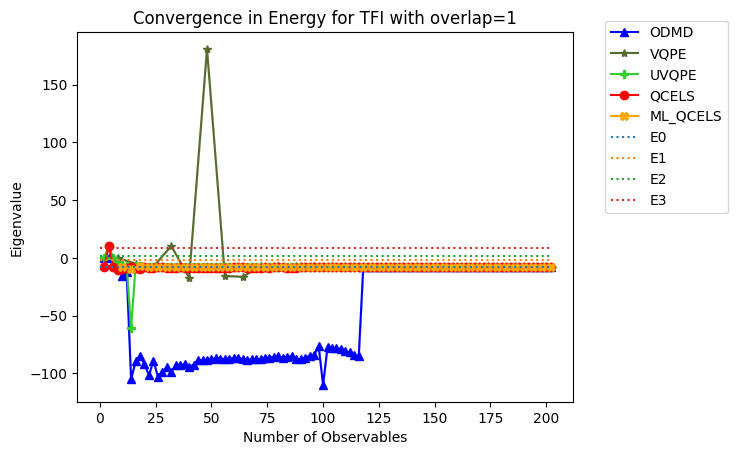 Convergence in Energy for TFI with overlap=1
Eigenvalue
150
100
50
0
−50
−100
0
25
50
75
100
125
150
175
200
Number of Observables
ODMD
VQPE
UVQPE
QCELS
ML_QCELS
E0
E1
E2
E3